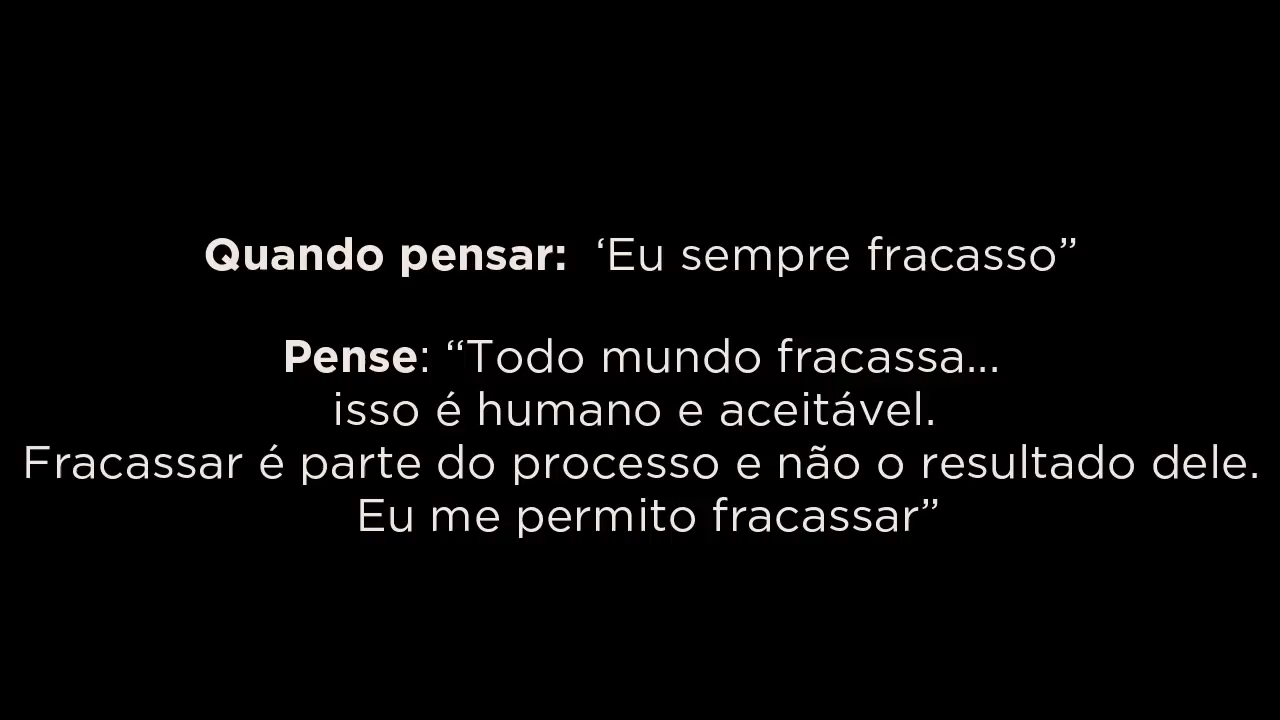 Quando pensar: ‘Eu sempre fracasso”
Pense: “Todo mundo fracassa...
isso é humano e aceitável.
Fracassar é parte do processo e não o resultado dele.
Eu me permito fracassar”